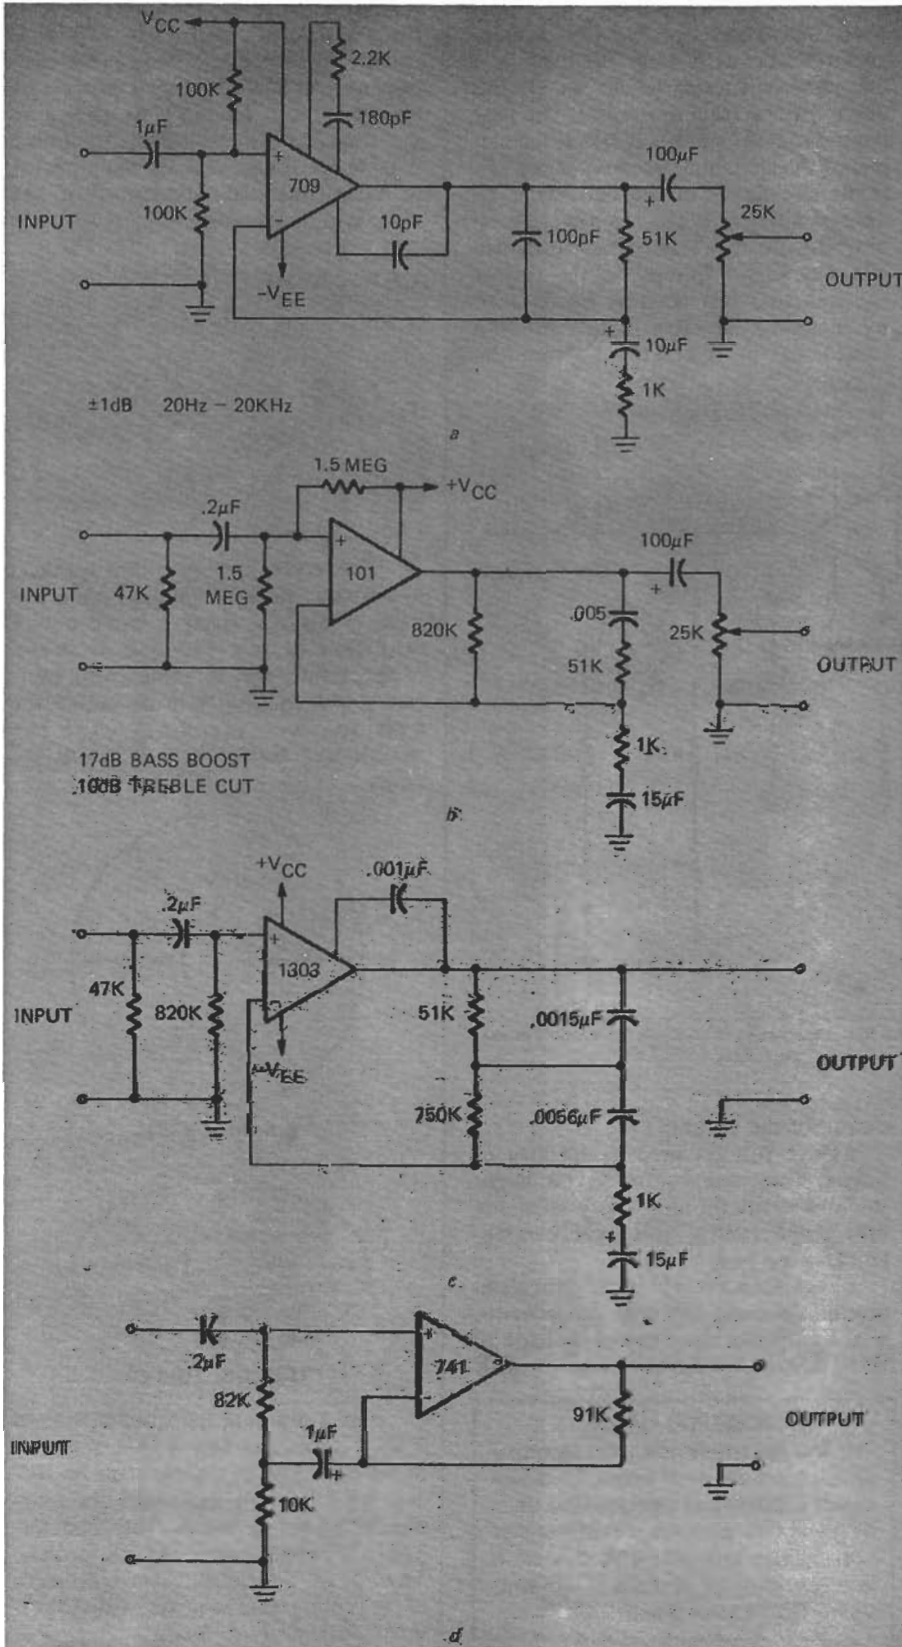 VCC
2.2K
100K
180pF
1µF
+
709
100µF
INPUT
100K
-
10pF
100pF
+
51K
25K
-VEE
OUTPUT
+
10µF
1K
±1dB 20Hz – 20KHz
a
1.5 MEG
+VCC
.2µF
+
100µF
INPUT
47K
1.5
MEG
101
+
820K
.005
25K
51K
OUTPUT
1K
17dB BASS BOOST
TREBLE CUT
15µF
b
+VCC
.001µF
.2µF
+
1303
47K
INPUT
820K
51K
.0015µF
VEE
OUTPUT
750K
.0056µF
1K
+
15µF
c
.2µF
+
741
82K
-
91K
1µF
OUTPUT
INPUT
+
10K
d